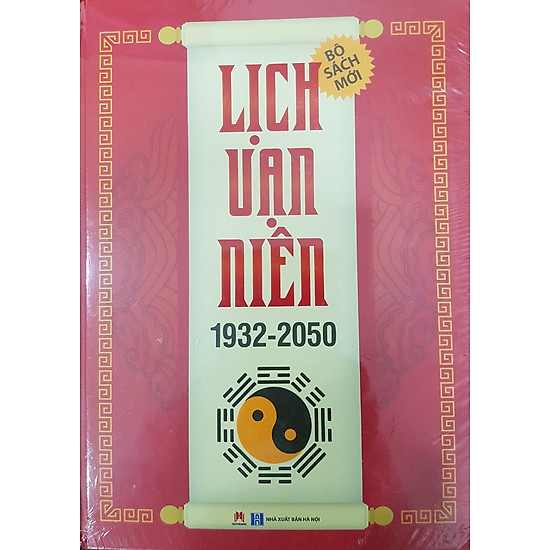 BỘ
SÁCH
MỚI
LỊCH
VẠN
NIÊN
1932-2050
NHÀ XUẤT BẢN HÀ NỘI